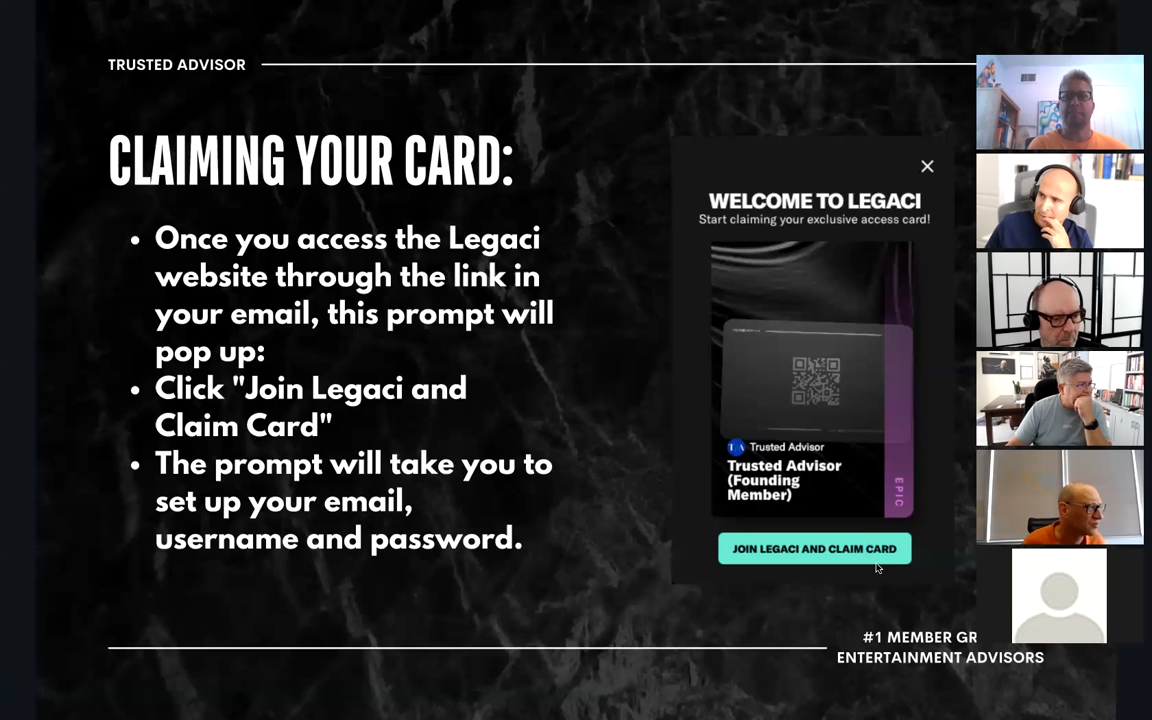 TRUSTED ADVISOR
CLAIMING YOUR CARD:
• Once you access the Legaci
website through the link in
your email, this prompt will
pop up:
• Click "Join Legaci and
Claim Card"
• The prompt will take you to
set up your email,
username and password.
WELCOME TO LEGACI
Start claiming your exclusive access card!
TA Trusted Advisor
Trusted Advisor
(Founding
Member)
EPIC
JOIN LEGACI AND CLAIM CARD
#1 MEMBER GR
ENTERTAINMENT ADVISORS